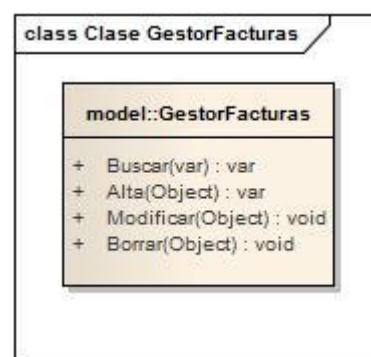 class Clase GestorFacturas
model::GestorFacturas
+ Buscar(var) : var
+ Alta(Object) : var
+ Modificar(Object) : void
+ Borrar(Object) : void